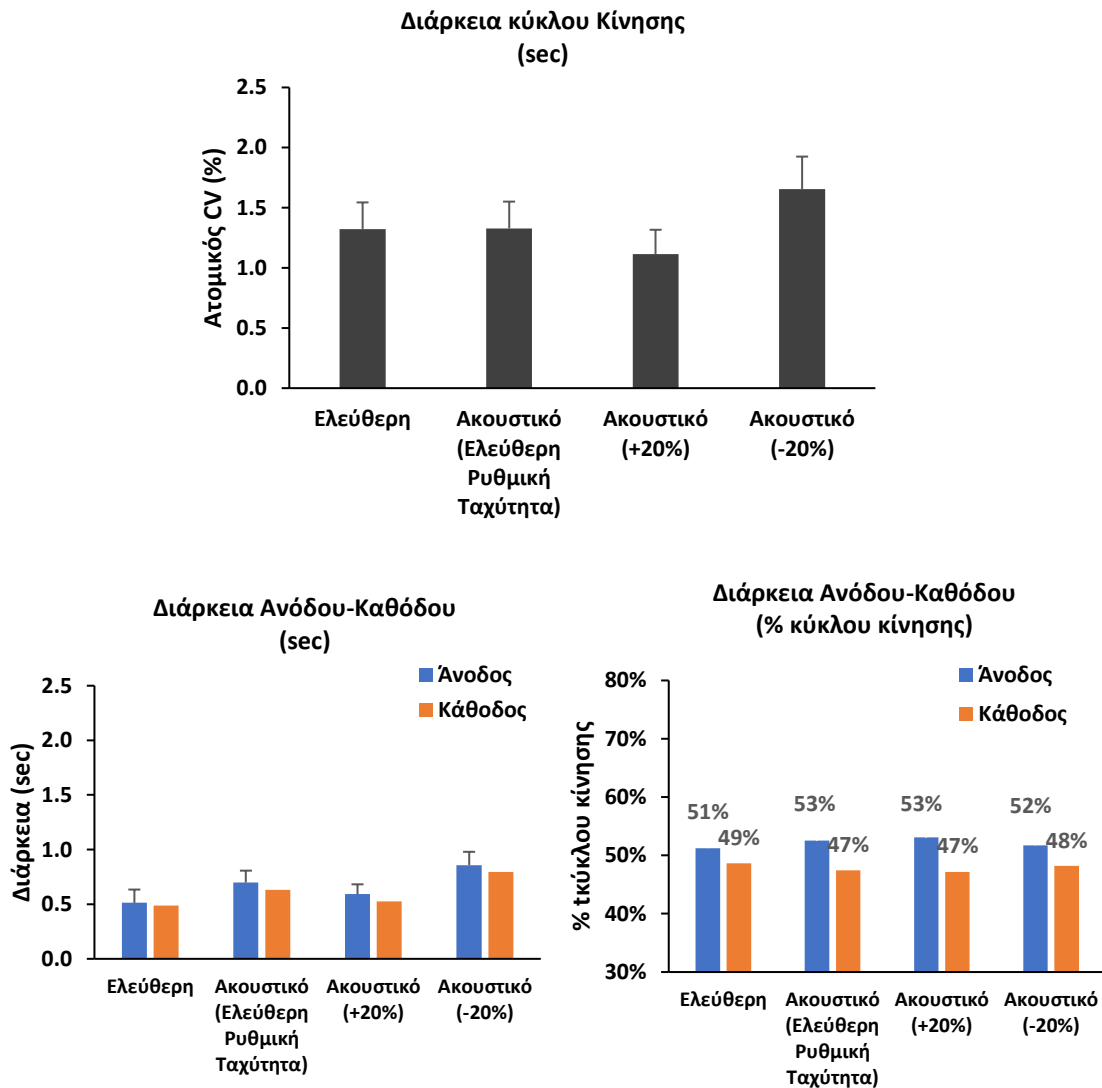 Διάρκεια κύκλου Κίνησης
(sec)
Ατομικός CV (%)
2.5
2.0
1.5
1.0
0.5
0.0
Ελεύθερη
Ακουστικό
(Ελεύθερη
Ρυθμική
Ταχύτητα)
Ακουστικό
(+20%)
Ακουστικό
(-20%)
Διάρκεια Ανόδου-Καθόδου
(sec)
Άνοδος
Κάθοδος
Διάρκεια (sec)
2.5
2.0
1.5
1.0
0.5
0.0
Ελεύθερη
Ακουστικό
(Ελεύθερη
Ρυθμική
Ταχύτητα)
Ακουστικό
(+20%)
Ακουστικό
(-20%)
Διάρκεια Ανόδου-Καθόδου
(% κύκλου κίνησης)
Άνοδος
Κάθοδος
% tκύκλου κίνησης
80%
70%
60%
50%
40%
30%
51%
49%
53%
47%
53%
47%
52%
48%
Ελεύθερη
Ακουστικό
(Ελεύθερη
Ρυθμική
Ταχύτητα)
Ακουστικό
(+20%)
Ακουστικό
(-20%)